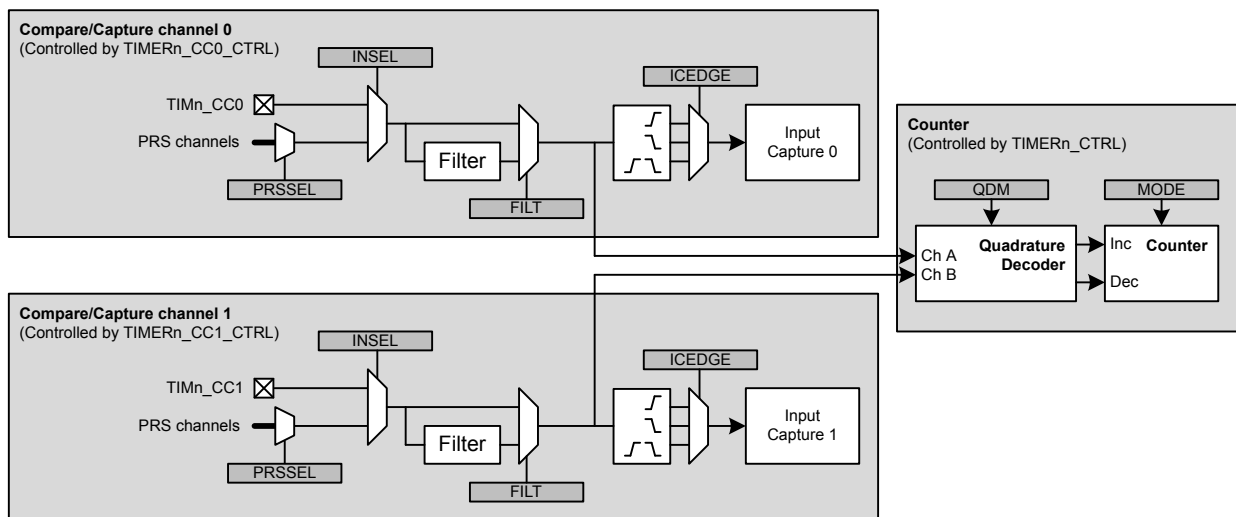 Compare/Capture channel 0
(Controlled by TIMERn_CC0_CTRL)
INSEL
ICEDGE
TIMn_CC0
PRS channels
Filter
Input
Capture 0
PRSSEL
FILT
Counter
(Controlled by TIMERn_CTRL)
QDM
MODE
Ch A
Ch B
Quadrature
Decoder
Inc
Dec
Counter
Compare/Capture channel 1
(Controlled by TIMERn_CC1_CTRL)
INSEL
ICEDGE
TIMn_CC1
PRS channels
Filter
Input
Capture 1
PRSSEL
FILT